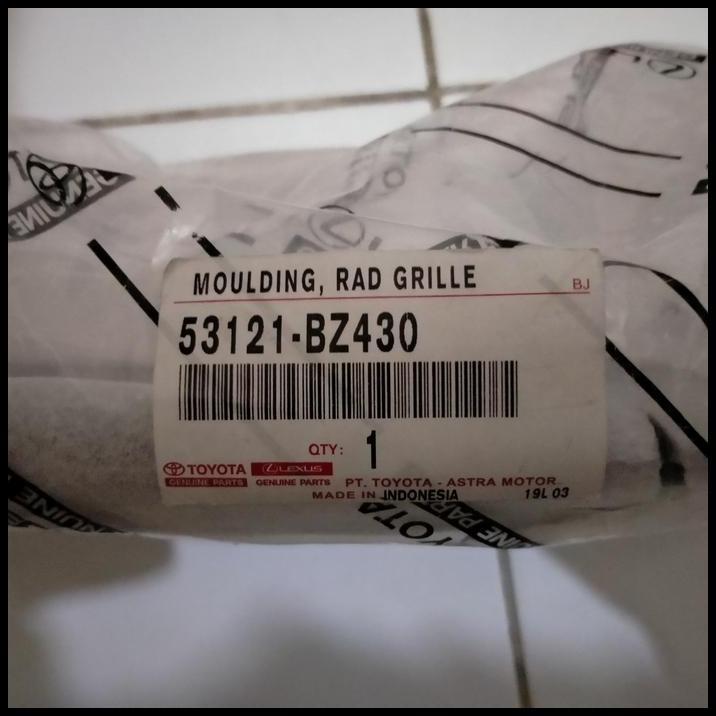 MOULDING, RAD GRILLE
BJ
53121-BZ430
QTY: 1
TOYOTA LEXUS
GENUINE PARTS GENUINE PARTS PT. TOYOTA - ASTRA MOTOR
MADE IN INDONESIA 19L 03
GENUINE